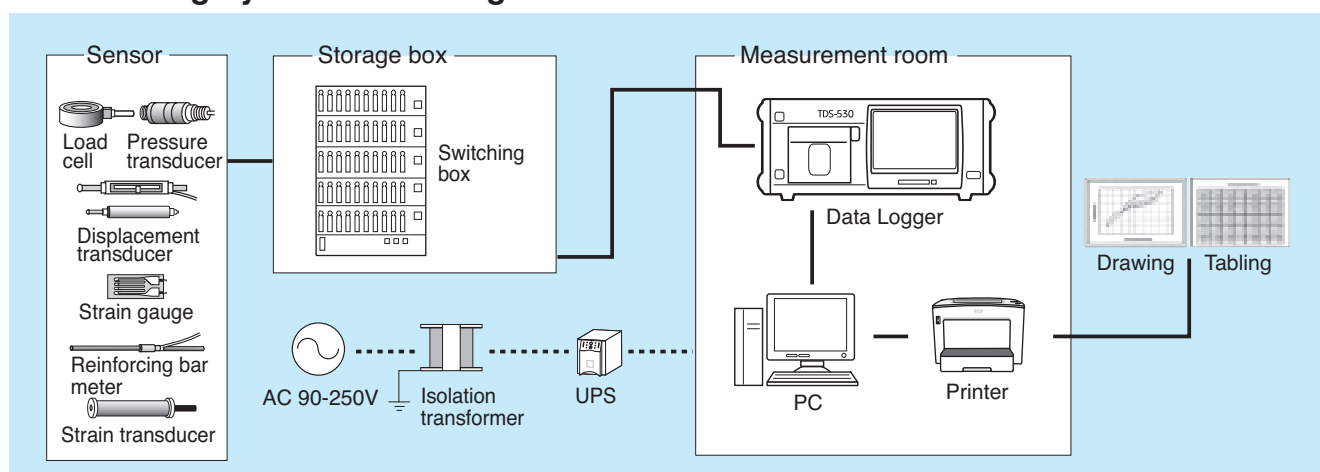 Sensor
Load
cell
Pressure
transducer
Displacement
transducer
Strain gauge
Reinforcing bar
meter
Strain transducer
Storage box
Switching
box
AC 90-250V
Isolation
transformer
UPS
Measurement room
TDS-530
Data Logger
PC
Printer
Drawing
Tabling